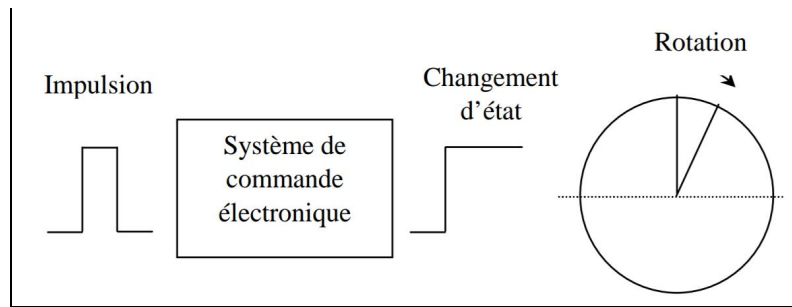 Impulsion
Système de
commande
électronique
Changement
d'état
Rotation